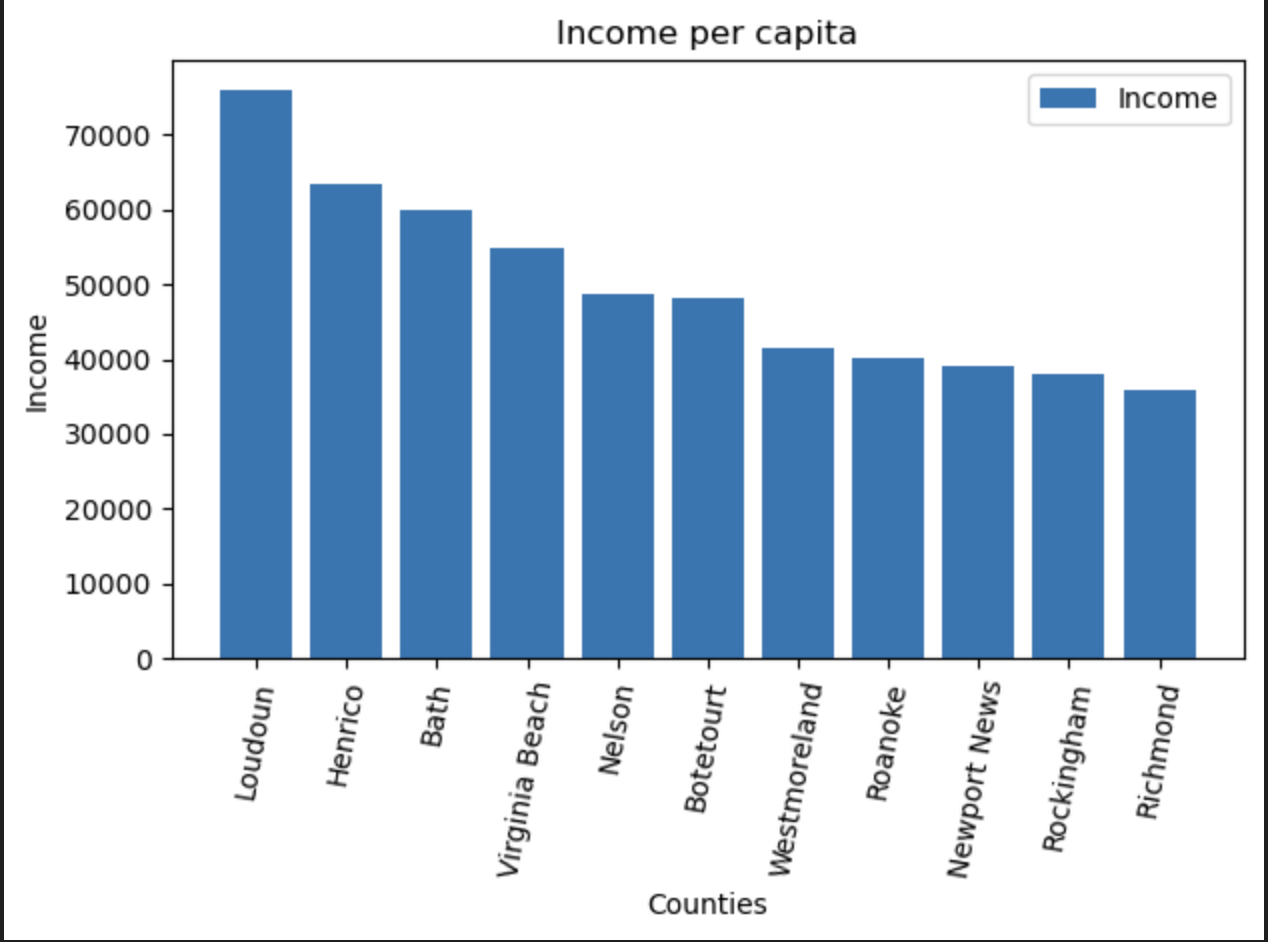 Income per capita
Income
70000
60000
50000
40000
30000
20000
10000
0
Income
Loudoun
Henrico
Bath
Virginia Beach
Nelson
Botetourt
Westmoreland
Roanoke
Newport News
Rockingham
Richmond
Counties